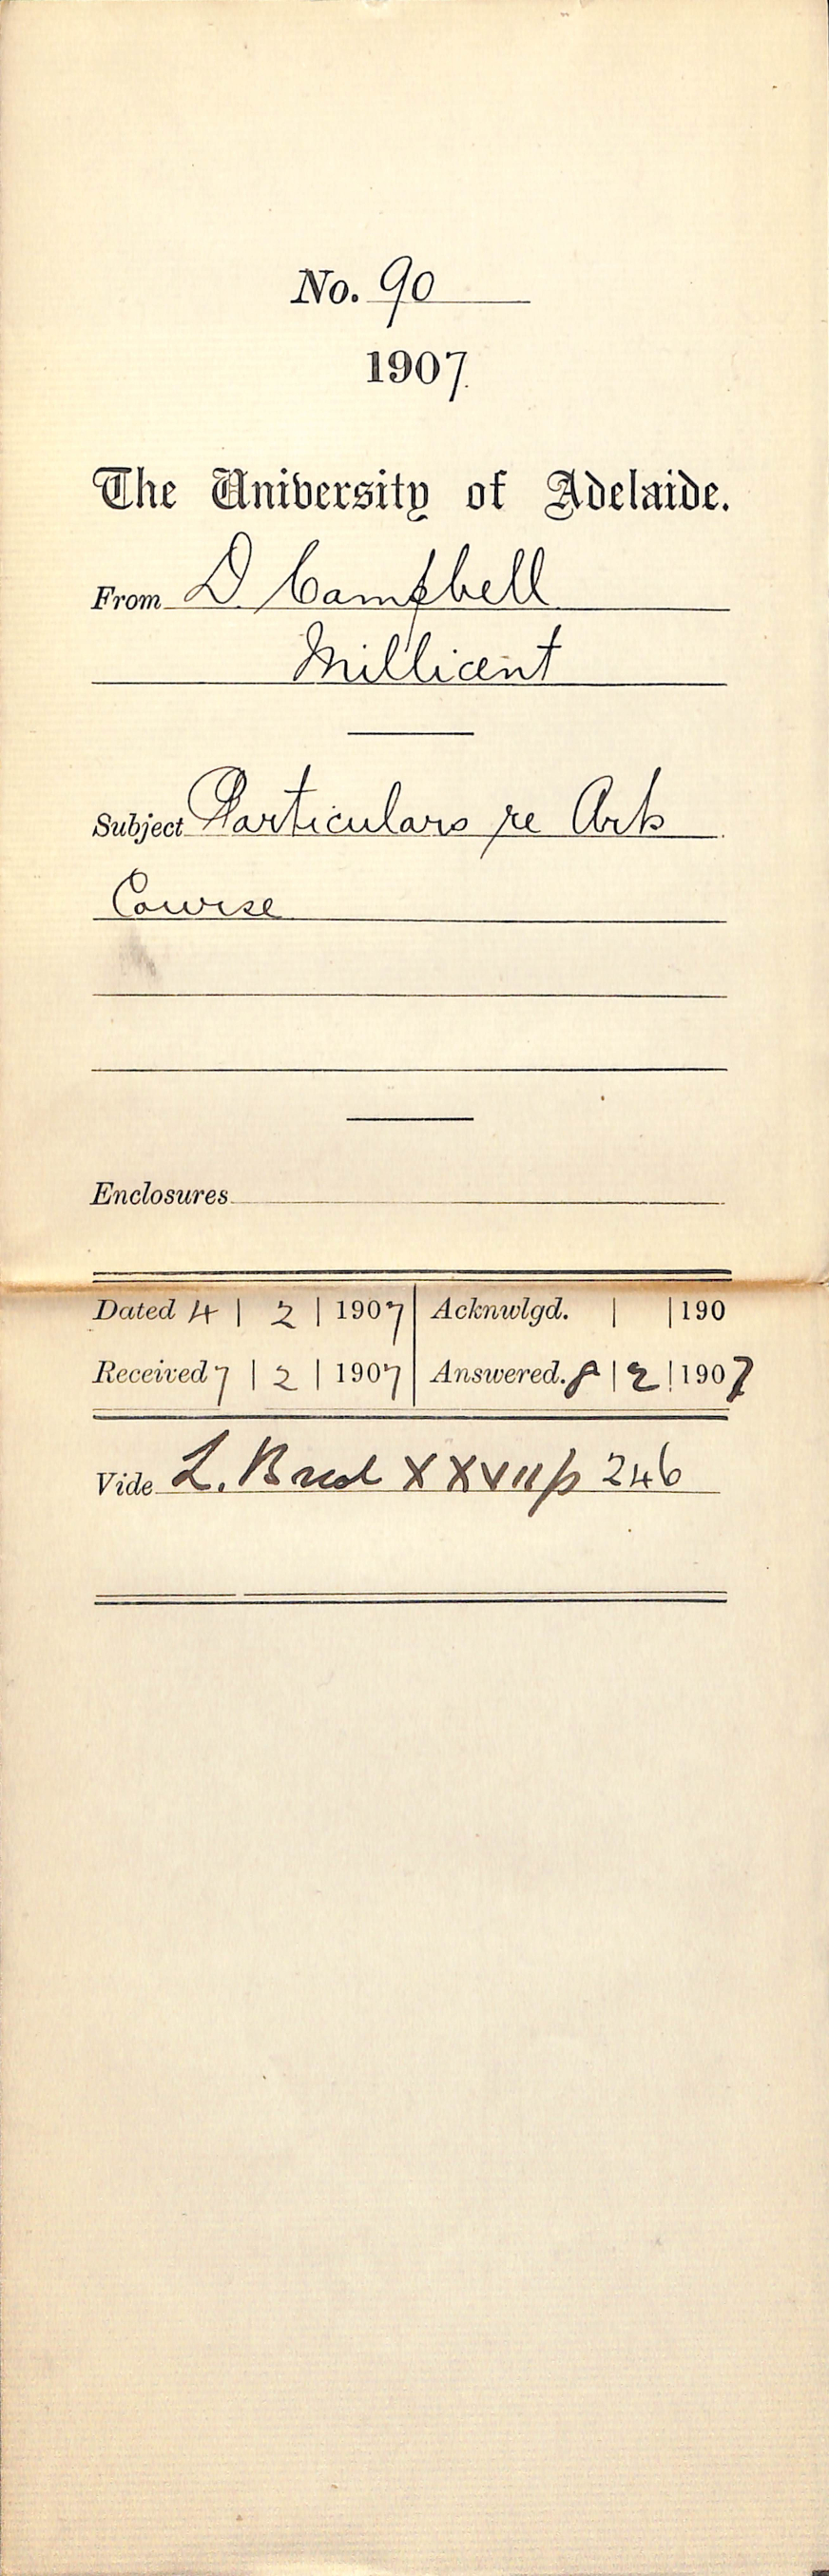 No. 90
1907.
The University of Adelaide.
From D. Campbell
Millicent
Subject Particulars re Arts
Course
Enclosures
Dated 4 | 2 | 1907 | Acknwlgd. | | 190
Received 7 | 2 | 1907 | Answered. 8 | 2 | 1907
Vide L. Book XXVII p 246